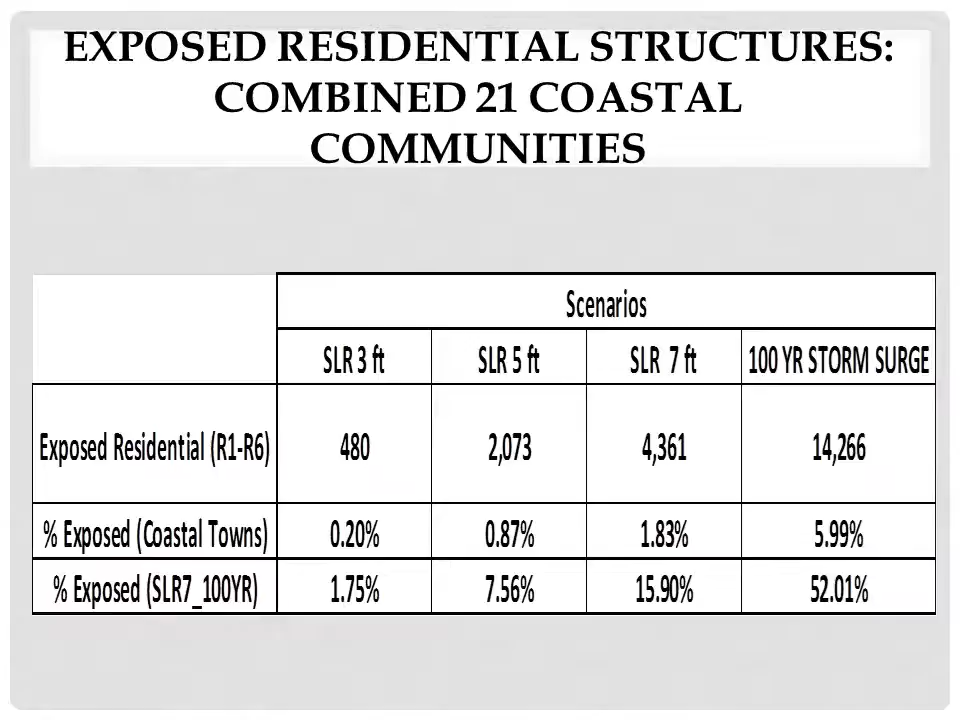 EXPOSED RESIDENTIAL STRUCTURES:
COMBINED 21 COASTAL
COMMUNITIES
Scenarios
SLR 3 ft SLR 5 ft SLR 7 ft 100 YR STORM SURGE
Exposed Residential (R1-R6) 480 2,073 4,361 14,266
% Exposed (Coastal Towns) 0.20% 0.87% 1.83% 5.99%
% Exposed (SLR7_100YR) 1.75% 7.56% 15.90% 52.01%